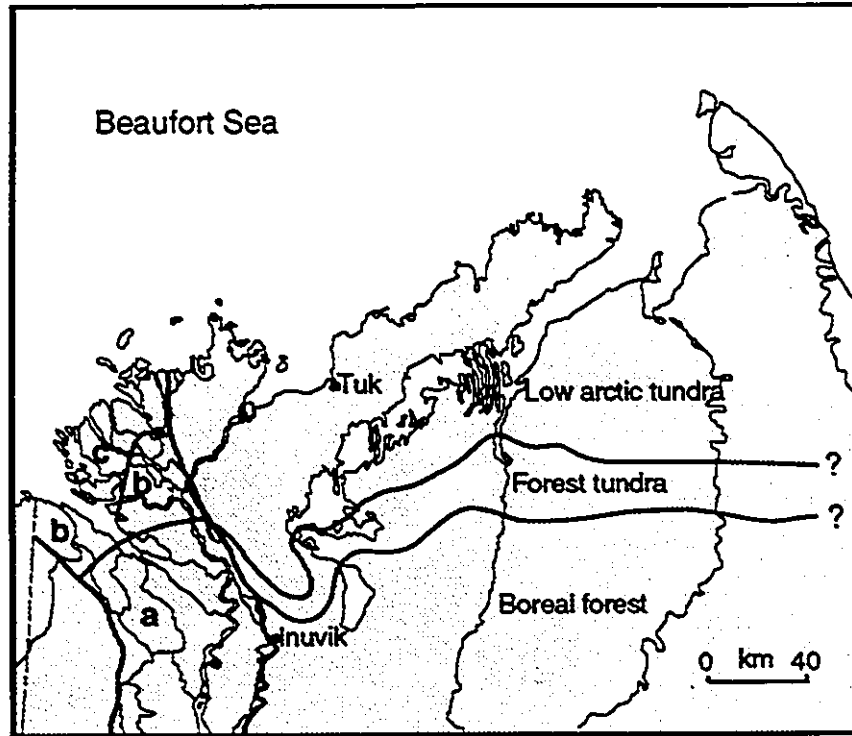 Beaufort Sea
Tuk
Low arctic tundra
c
b
?
Forest tundra
b
?
a
Boreal forest
Inuvik
0 km 40